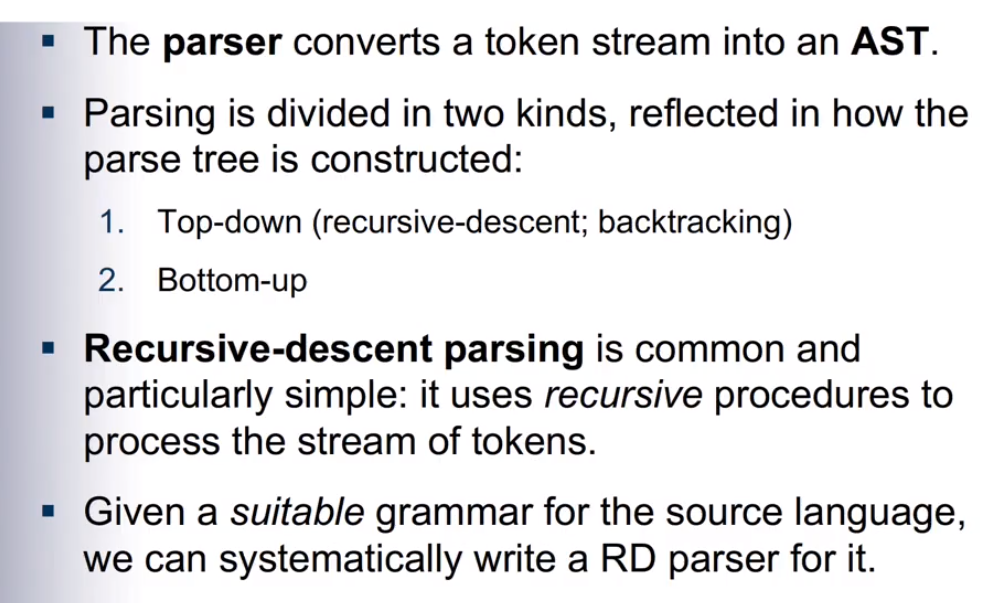 ▪ The parser converts a token stream into an AST.
▪ Parsing is divided in two kinds, reflected in how the
parse tree is constructed:
1. Top-down (recursive-descent; backtracking)
2. Bottom-up
▪ Recursive-descent parsing is common and
particularly simple: it uses recursive procedures to
process the stream of tokens.
▪ Given a suitable grammar for the source language,
we can systematically write a RD parser for it.